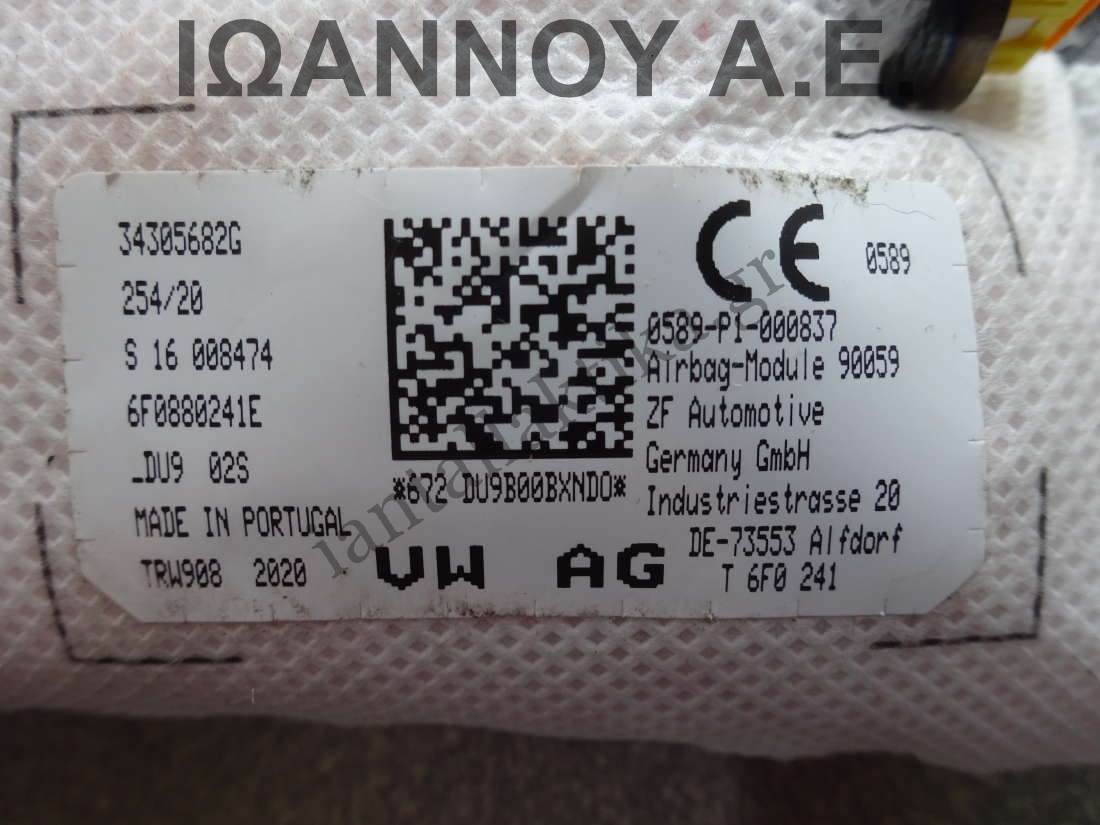 ΙΩΑΝΝΟΥ Α.Ε.
34305682G
254/20
S 16 008474
6F0880241E
_DU9 02S
MADE IN PORTUGAL
TRW908 2020
*672 DU9B00BXNDO*
VW AG
CE 0589
0589-P1-000837
Airbag-Module 90059
ZF Automotive
Germany GmbH
Industriestrasse 20
DE-73553 Alfdorf
T 6F0 241